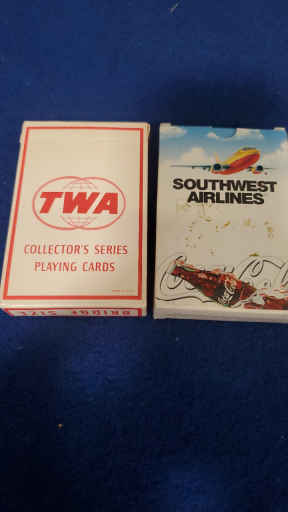 TWA
COLLECTOR'S SERIES
PLAYING CARDS
BRIDGE SIZE
SOUTHWEST
AIRLINES
Coca-Cola